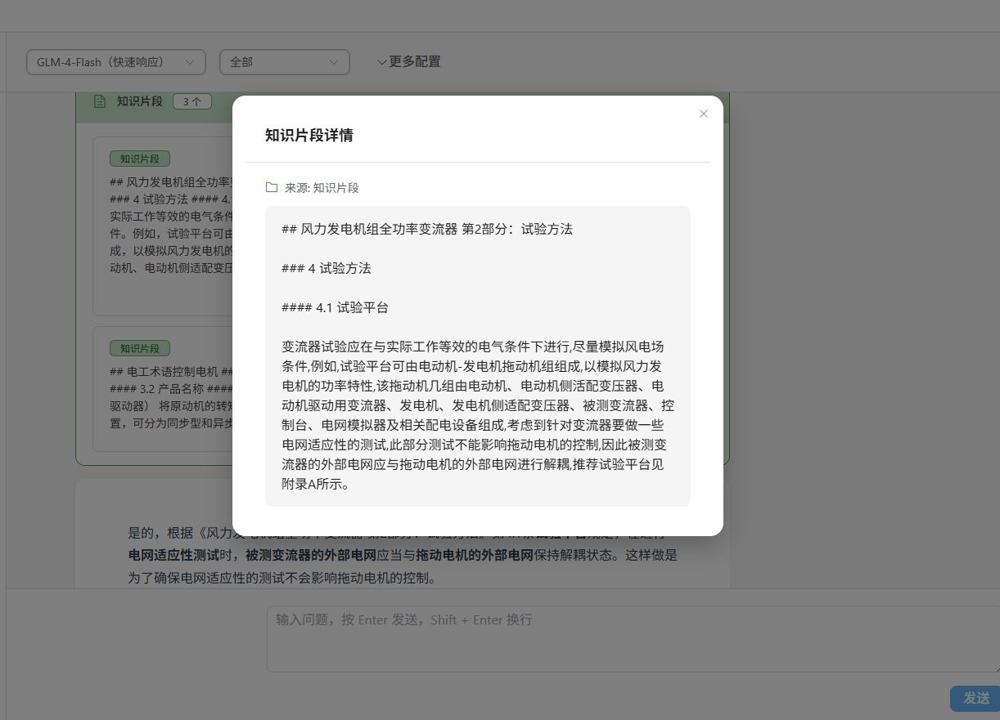 GLM-4-Flash（快速响应）
全部
更多配置
知识片段
3 个
知识片段
## 风力发电机组全功率
### 4 试验方法 #### 4.
实际工作等效的电气条件
件。例如，试验平台可由
成，以模拟风力发电机的
动机、电动机侧适配变压
知识片段
## 电工术语控制电机 ##
#### 3.2 产品名称 ####
驱动器） 将原动机的转
置，可分为同步型和异步
知识片段详情
来源: 知识片段
## 风力发电机组全功率变流器 第2部分：试验方法
### 4 试验方法
#### 4.1 试验平台
变流器试验应在与实际工作等效的电气条件下进行,尽量模拟风电场
条件,例如,试验平台可由电动机-发电机拖动机组组成,以模拟风力发
电机的功率特性,该拖动机几组由电动机、电动机侧活配变压器、电
动机驱动用变流器、发电机、发电机侧适配变压器、被测变流器、控
制台、电网模拟器及相关配电设备组成,考虑到针对变流器要做一些
电网适应性的测试,此部分测试不能影响拖动电机的控制,因此被测变
流器的外部电网应与拖动电机的外部电网进行解耦,推荐试验平台见
附录A所示。
是的，根据《风力
电网适应性测试时，被测变流器的外部电网应当与拖动电机的外部电网保持解耦状态。这样做是
为了确保电网适应性的测试不会影响拖动电机的控制。
输入问题，按 Enter 发送，Shift + Enter 换行
发送